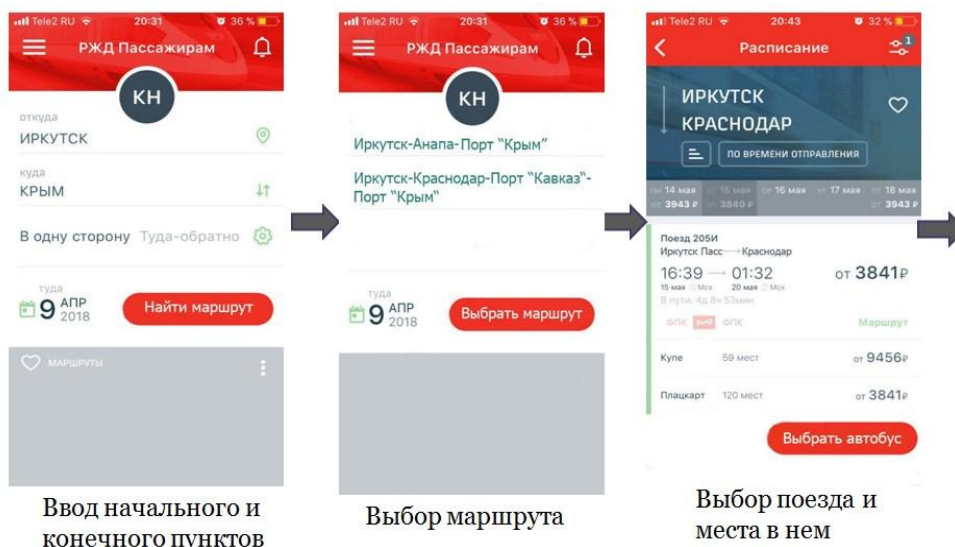 Tele2 RU 20:31 36 %
РЖД Пассажирам
КН
откуда
ИРКУТСК
куда
КРЫМ
В одну сторону Туда-обратно
туда
9 АПР
2018
Найти маршрут
МАРШРУТЫ
Ввод начального и
конечного пунктов
Tele2 RU 20:31 36 %
РЖД Пассажирам
КН
Иркутск-Анапа-Порт "Крым"
Иркутск-Краснодар-Порт "Кавказ"-
Порт "Крым"
туда
9 АПР
2018
Выбрать маршрут
Выбор маршрута
Tele2 RU 20:43 32 %
Расписание
1
ИРКУТСК
КРАСНОДАР
ПО ВРЕМЕНИ ОТПРАВЛЕНИЯ
пн 14 мая вт 15 мая ср 16 мая чт 17 мая пт 18 мая
от 3943 ₽ от 3840 ₽ от 3943 ₽
Поезд 205И
Иркутск Пасс Краснодар
16:39 01:32 от 3841₽
15 мая Мск 20 мая Мск
В пути: 4д 8ч 53мин
ФПК ФПК Маршрут
Купе 59 мест от 9456₽
Плацкарт 120 мест от 3841₽
Выбрать автобус
Выбор поезда и
места в нем